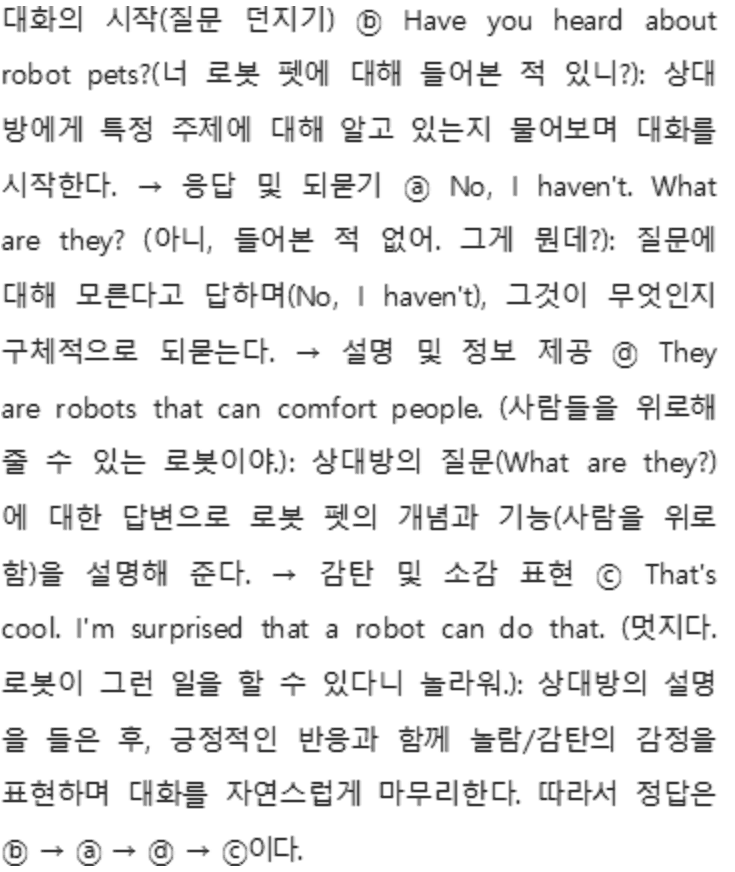 대화의 시작(질문 던지기) ⓑ Have you heard about
robot pets?(너 로봇 펫에 대해 들어본 적 있니?): 상대
방에게 특정 주제에 대해 알고 있는지 물어보며 대화를
시작한다. → 응답 및 되묻기 ⓐ No, I haven't. What
are they? (아니, 들어본 적 없어. 그게 뭔데?): 질문에
대해 모른다고 답하며(No, I haven't), 그것이 무엇인지
구체적으로 되묻는다. → 설명 및 정보 제공 ⓓ They
are robots that can comfort people. (사람들을 위로해
줄 수 있는 로봇이야.): 상대방의 질문(What are they?)
에 대한 답변으로 로봇 펫의 개념과 기능(사람을 위로
함)을 설명해 준다. → 감탄 및 소감 표현 ⓒ That's
cool. I'm surprised that a robot can do that. (멋지다.
로봇이 그런 일을 할 수 있다니 놀라워.): 상대방의 설명
을 들은 후, 긍정적인 반응과 함께 놀람/감탄의 감정을
표현하며 대화를 자연스럽게 마무리한다. 따라서 정답은
ⓑ → ⓐ → ⓓ → ⓒ이다.